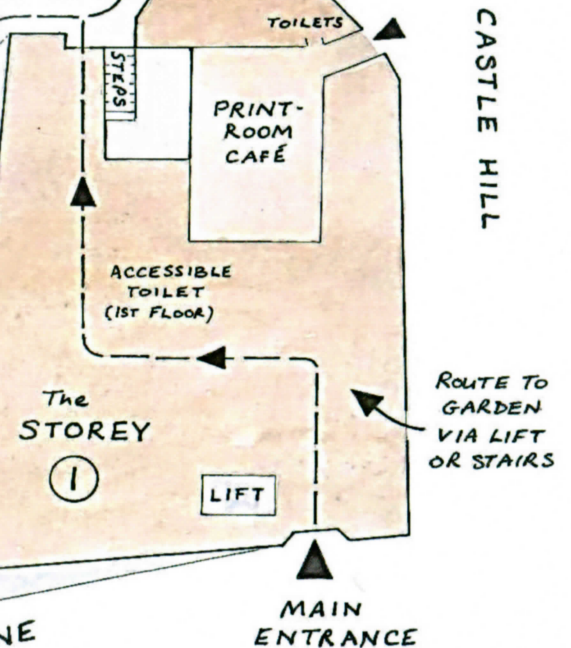 TOILETS
CASTLE HILL
STEPS
PRINT-
ROOM
CAFÉ
ACCESSIBLE
TOILET
(1ST FLOOR)
The
STOREY
1
ROUTE TO
GARDEN
VIA LIFT
OR STAIRS
LIFT
MAIN
ENTRANCE
NE